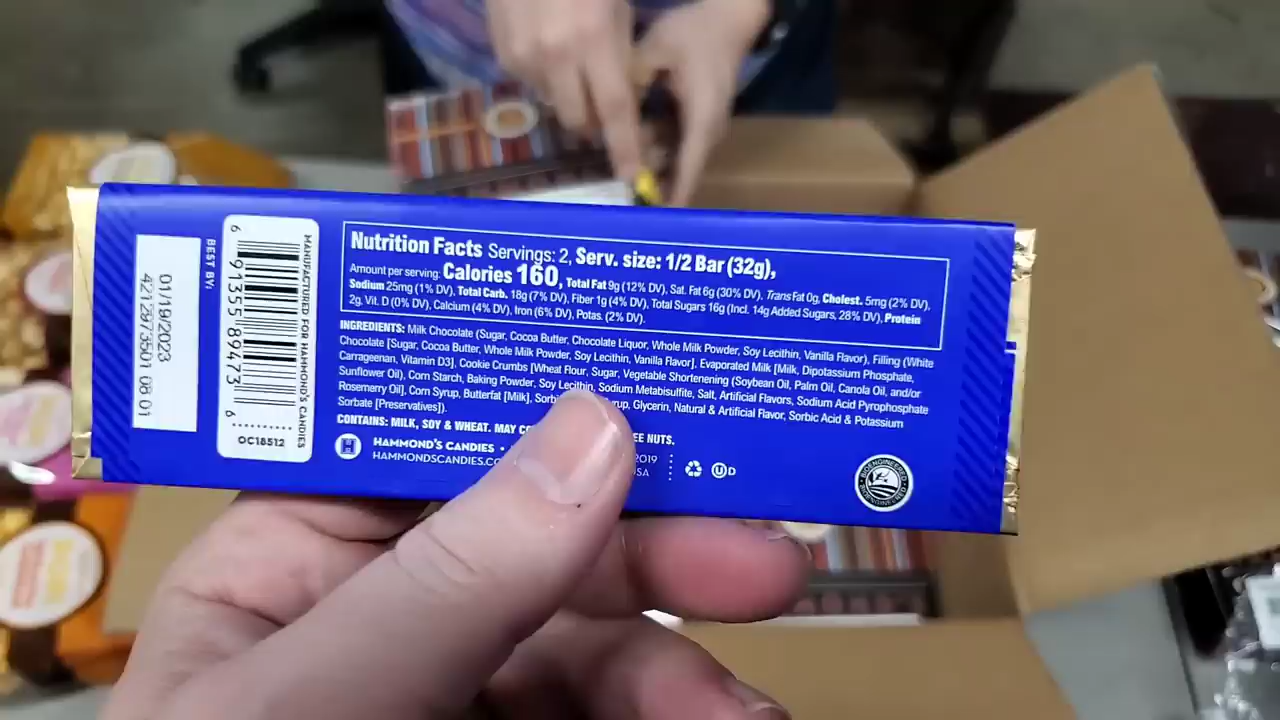 Nutrition Facts Servings: 2, Serv. size: 1/2 Bar (32g),
Amount per serving: Calories 160, Total Fat 9g (12% DV), Sat. Fat 6g (30% DV), Trans Fat 0g, Cholest. 5mg (2% DV),
Sodium 25mg (1% DV), Total Carb. 18g (7% DV), Fiber 1g (4% DV), Total Sugars 16g (Incl. 14g Added Sugars, 28% DV), Protein
2g, Vit. D (0% DV), Calcium (4% DV), Iron (6% DV), Potas. (2% DV).
INGREDIENTS: Milk Chocolate (Sugar, Cocoa Butter, Chocolate Liquor, Whole Milk Powder, Soy Lecithin, Vanilla Flavor), Filling (White
Chocolate [Sugar, Cocoa Butter, Whole Milk Powder, Soy Lecithin, Vanilla Flavor], Evaporated Milk [Milk, Dipotassium Phosphate,
Carrageenan, Vitamin D3], Cookie Crumbs [Wheat Flour, Sugar, Vegetable Shortenening (Soybean Oil, Palm Oil, Canola Oil, and/or
Sunflower Oil), Corn Starch, Baking Powder, Soy Lecithin, Sodium Metabisulfite, Salt, Artificial Flavors, Sodium Acid Pyrophosphate
Rosemerry Oil], Corn Syrup, Butterfat [Milk], Glycerin, Natural & Artificial Flavor, Sorbic Acid & Potassium
Sorbate [Preservatives]).
CONTAINS: MILK, SOY & WHEAT. MAY NUTS.
HAMMOND'S CANDIES • 2019
HAMMONDSCANDIES.
D
BIOENGINEERED
BIOENGINEERED
BEST BY:
01/19/2023
4212873501 08 01
MANUFACTURED FOR HAMMOND'S CANDIES
6 91355 89473 6
OC18512